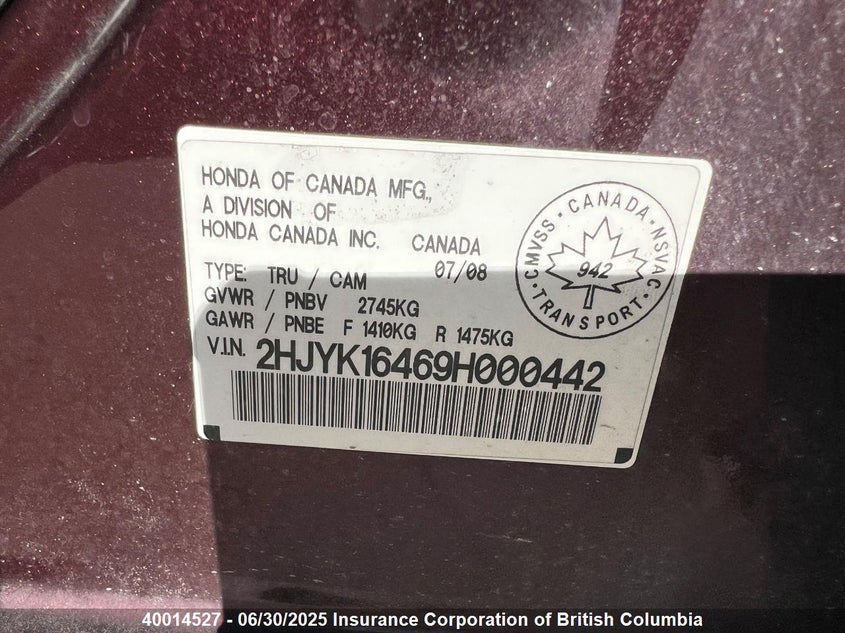 HONDA OF CANADA MFG.,
A DIVISION OF
HONDA CANADA INC. CANADA
07/08
TYPE: TRU / CAM
GVWR / PNBV 2745KG
GAWR / PNBE F 1410KG R 1475KG
V.I.N. 2HJYK16469H000442
CMVSS · CANADA · NSVAC · TRANSPORT ·
942
40014527 - 06/30/2025 Insurance Corporation of British Columbia